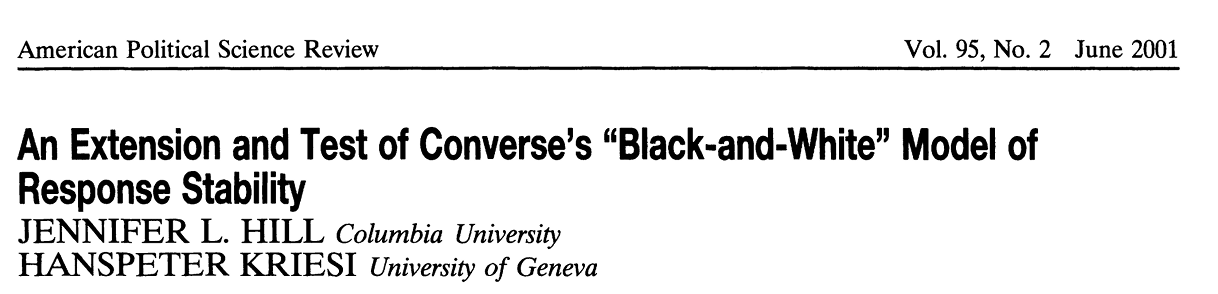 American Political Science Review Vol. 95, No. 2 June 2001
An Extension and Test of Converse's “Black-and-White” Model of
Response Stability
JENNIFER L. HILL Columbia University
HANSPETER KRIESI University of Geneva